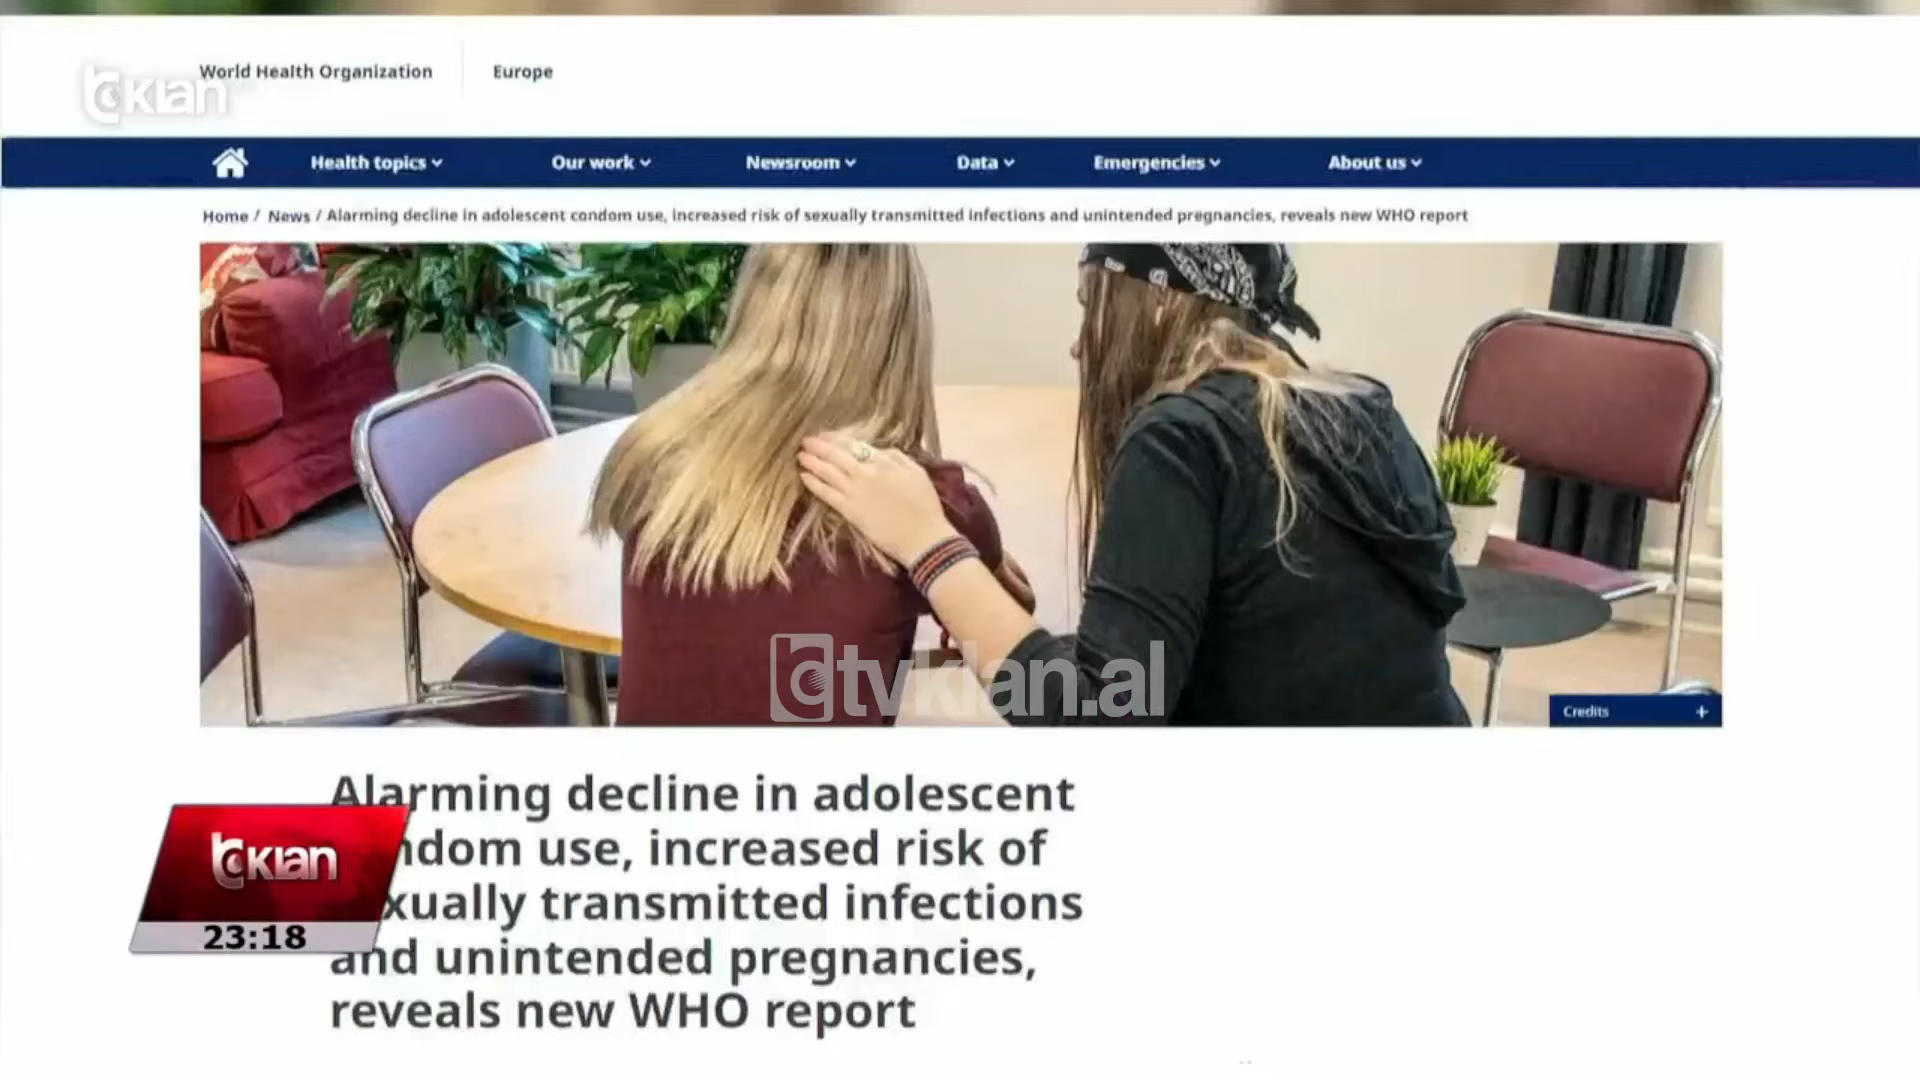 World Health Organization
Europe
tv klan
Health topics
Our work
Newsroom
Data
Emergencies
About us
Home / News / Alarming decline in adolescent condom use, increased risk of sexually transmitted infections and unintended pregnancies, reveals new WHO report
tvklan.al
Credits +
Alarming decline in adolescent
ndom use, increased risk of
xually transmitted infections
and unintended pregnancies,
reveals new WHO report
tv klan
23:18